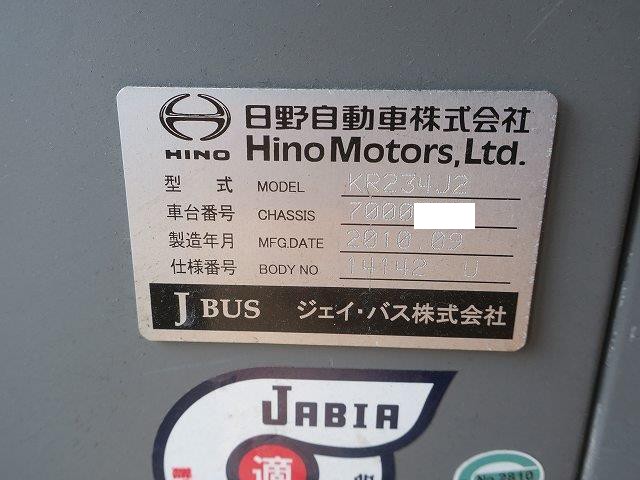 日野自動車株式会社
HINO Hino Motors, Ltd.
型 式 MODEL KR234J2
車台番号 CHASSIS 7000
製造年月 MFG.DATE 2010 09
仕様番号 BODY NO 14142 U
J BUS ジェイ・バス株式会社
JABIA
適
No 2810